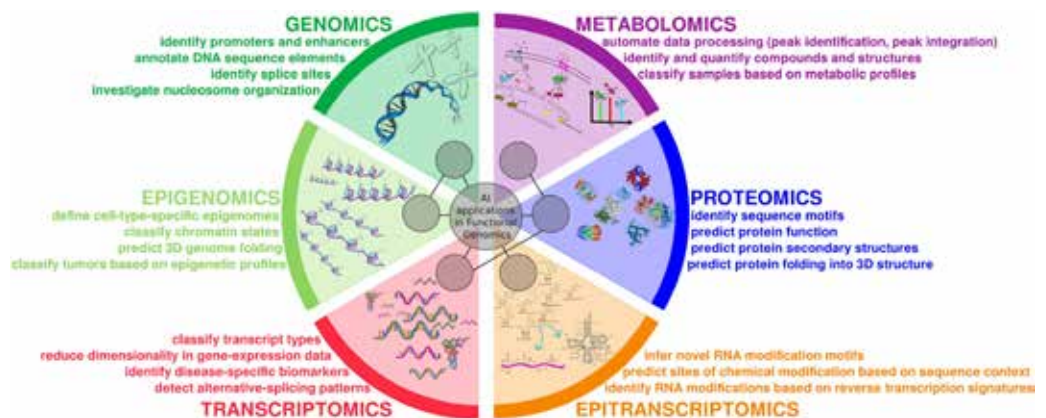 GENOMICS
identify promoters and enhancers
annotate DNA sequence elements
identify splice sites
investigate nucleosome organization
METABOLOMICS
automate data processing (peak identification, peak integration)
identify and quantify compounds and structures
classify samples based on metabolic profiles
EPIGENOMICS
define cell-type-specific epigenomes
classify chromatin states
predict 3D genome folding
classify tumors based on epigenetic profiles
AI
applications
in Functional
Genomics
PROTEOMICS
identify sequence motifs
predict protein function
predict protein secondary structures
predict protein folding into 3D structure
classify transcript types
reduce dimensionality in gene-expression data
identify disease-specific biomarkers
detect alternative-splicing patterns
TRANSCRIPTOMICS
infer novel RNA modification motifs
predict sites of chemical modification based on sequence context
identify RNA modifications based on reverse transcription signatures
EPITRANSCRIPTOMICS